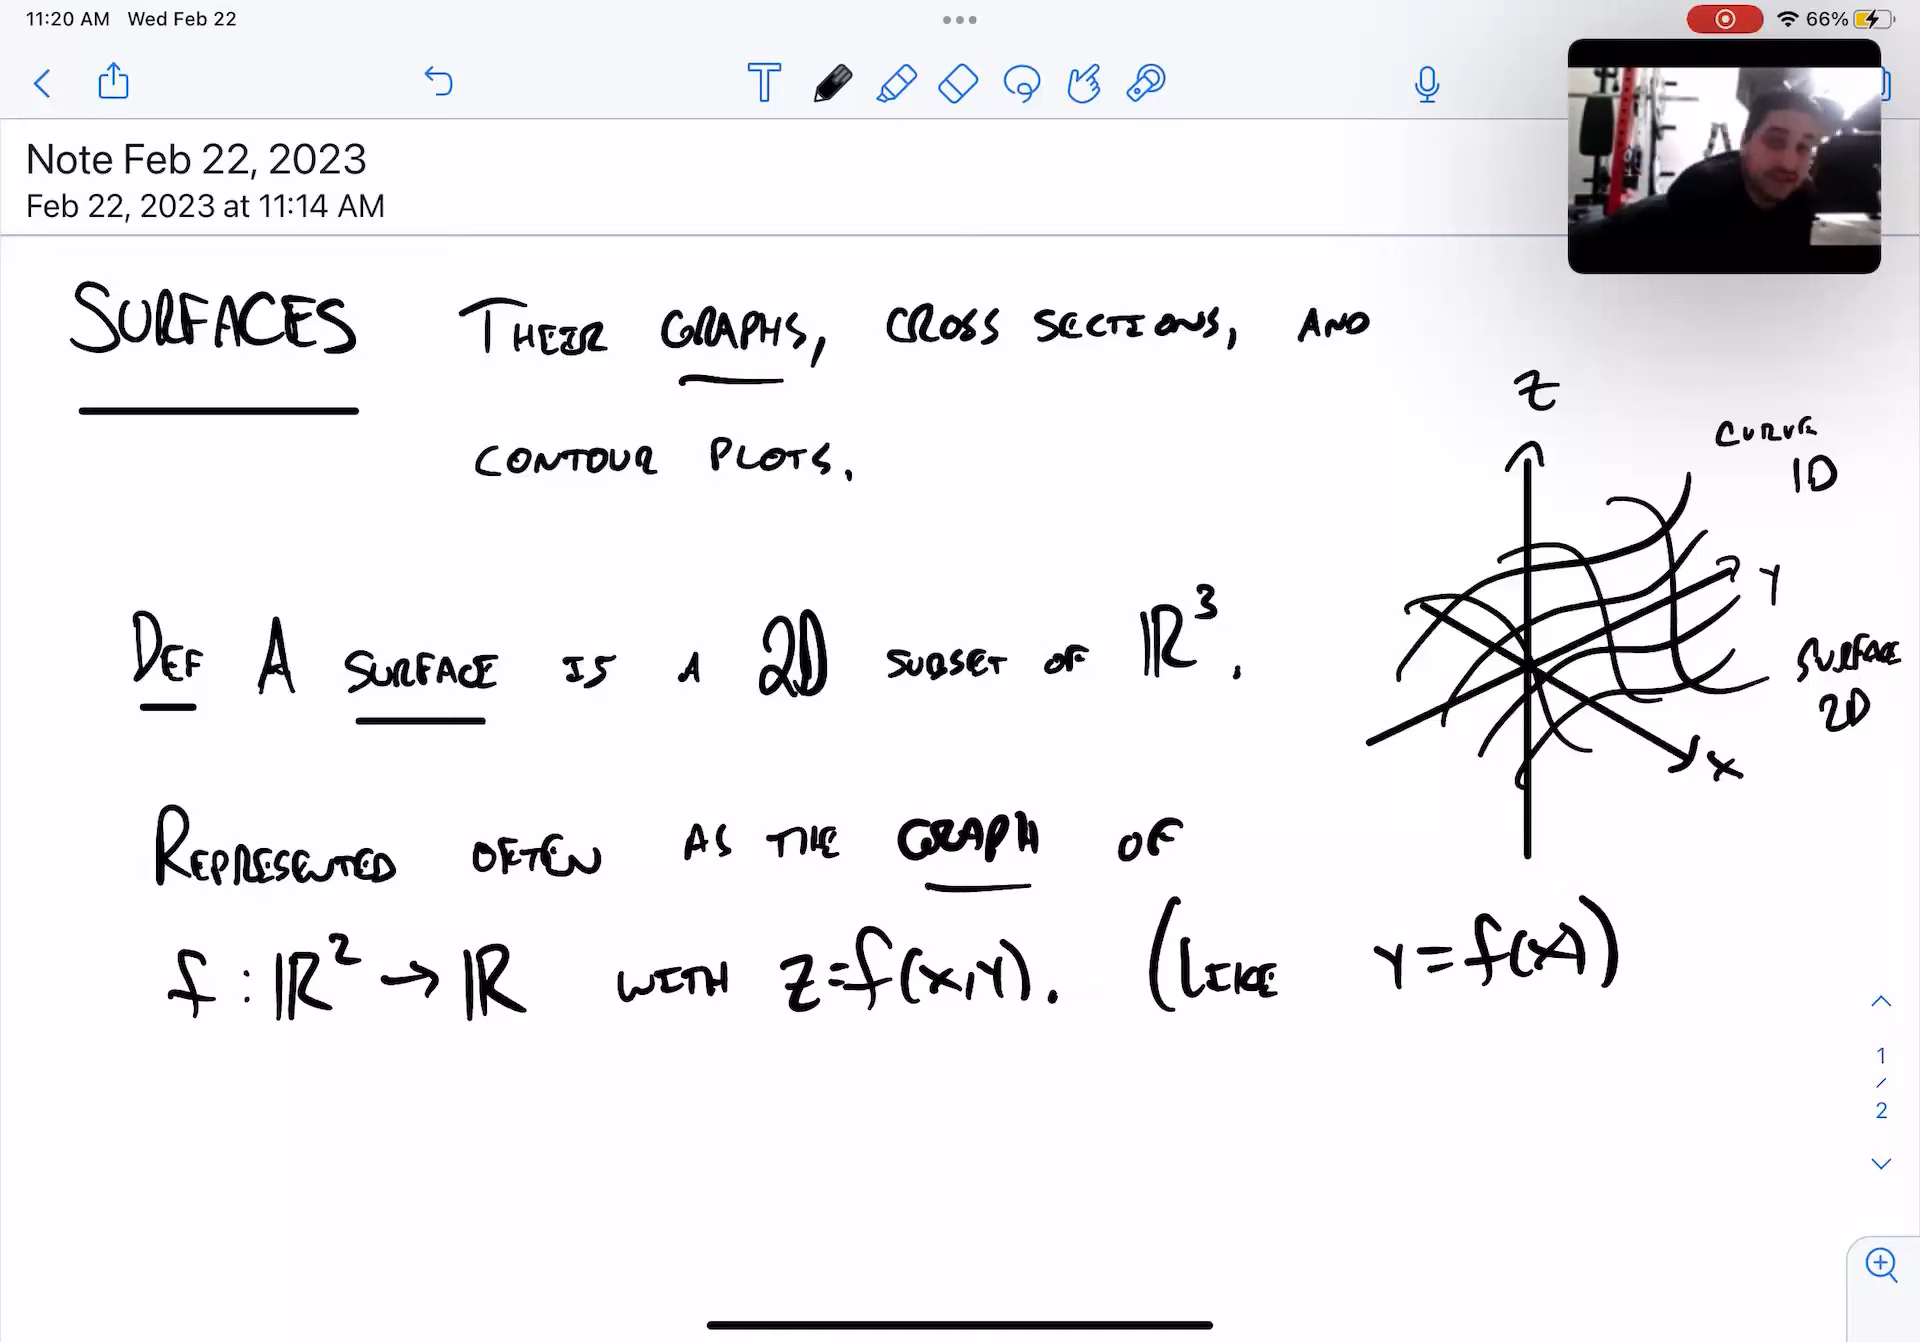 11:20 AM Wed Feb 22
66%
Note Feb 22, 2023
Feb 22, 2023 at 11:14 AM
SURFACES THEIR GRAPHS, CROSS SECTIONS, AND
CONTOUR PLOTS.
Z
CURVE
1D
Y
DEF A SURFACE IS A 2D SUBSET OF ℝ³.
SURFACE
2D
X
REPRESENTED OFTEN AS THE GRAPH OF
f : ℝ² → ℝ WITH Z=f(X,Y). (LIKE Y=f(X))
1
/
2